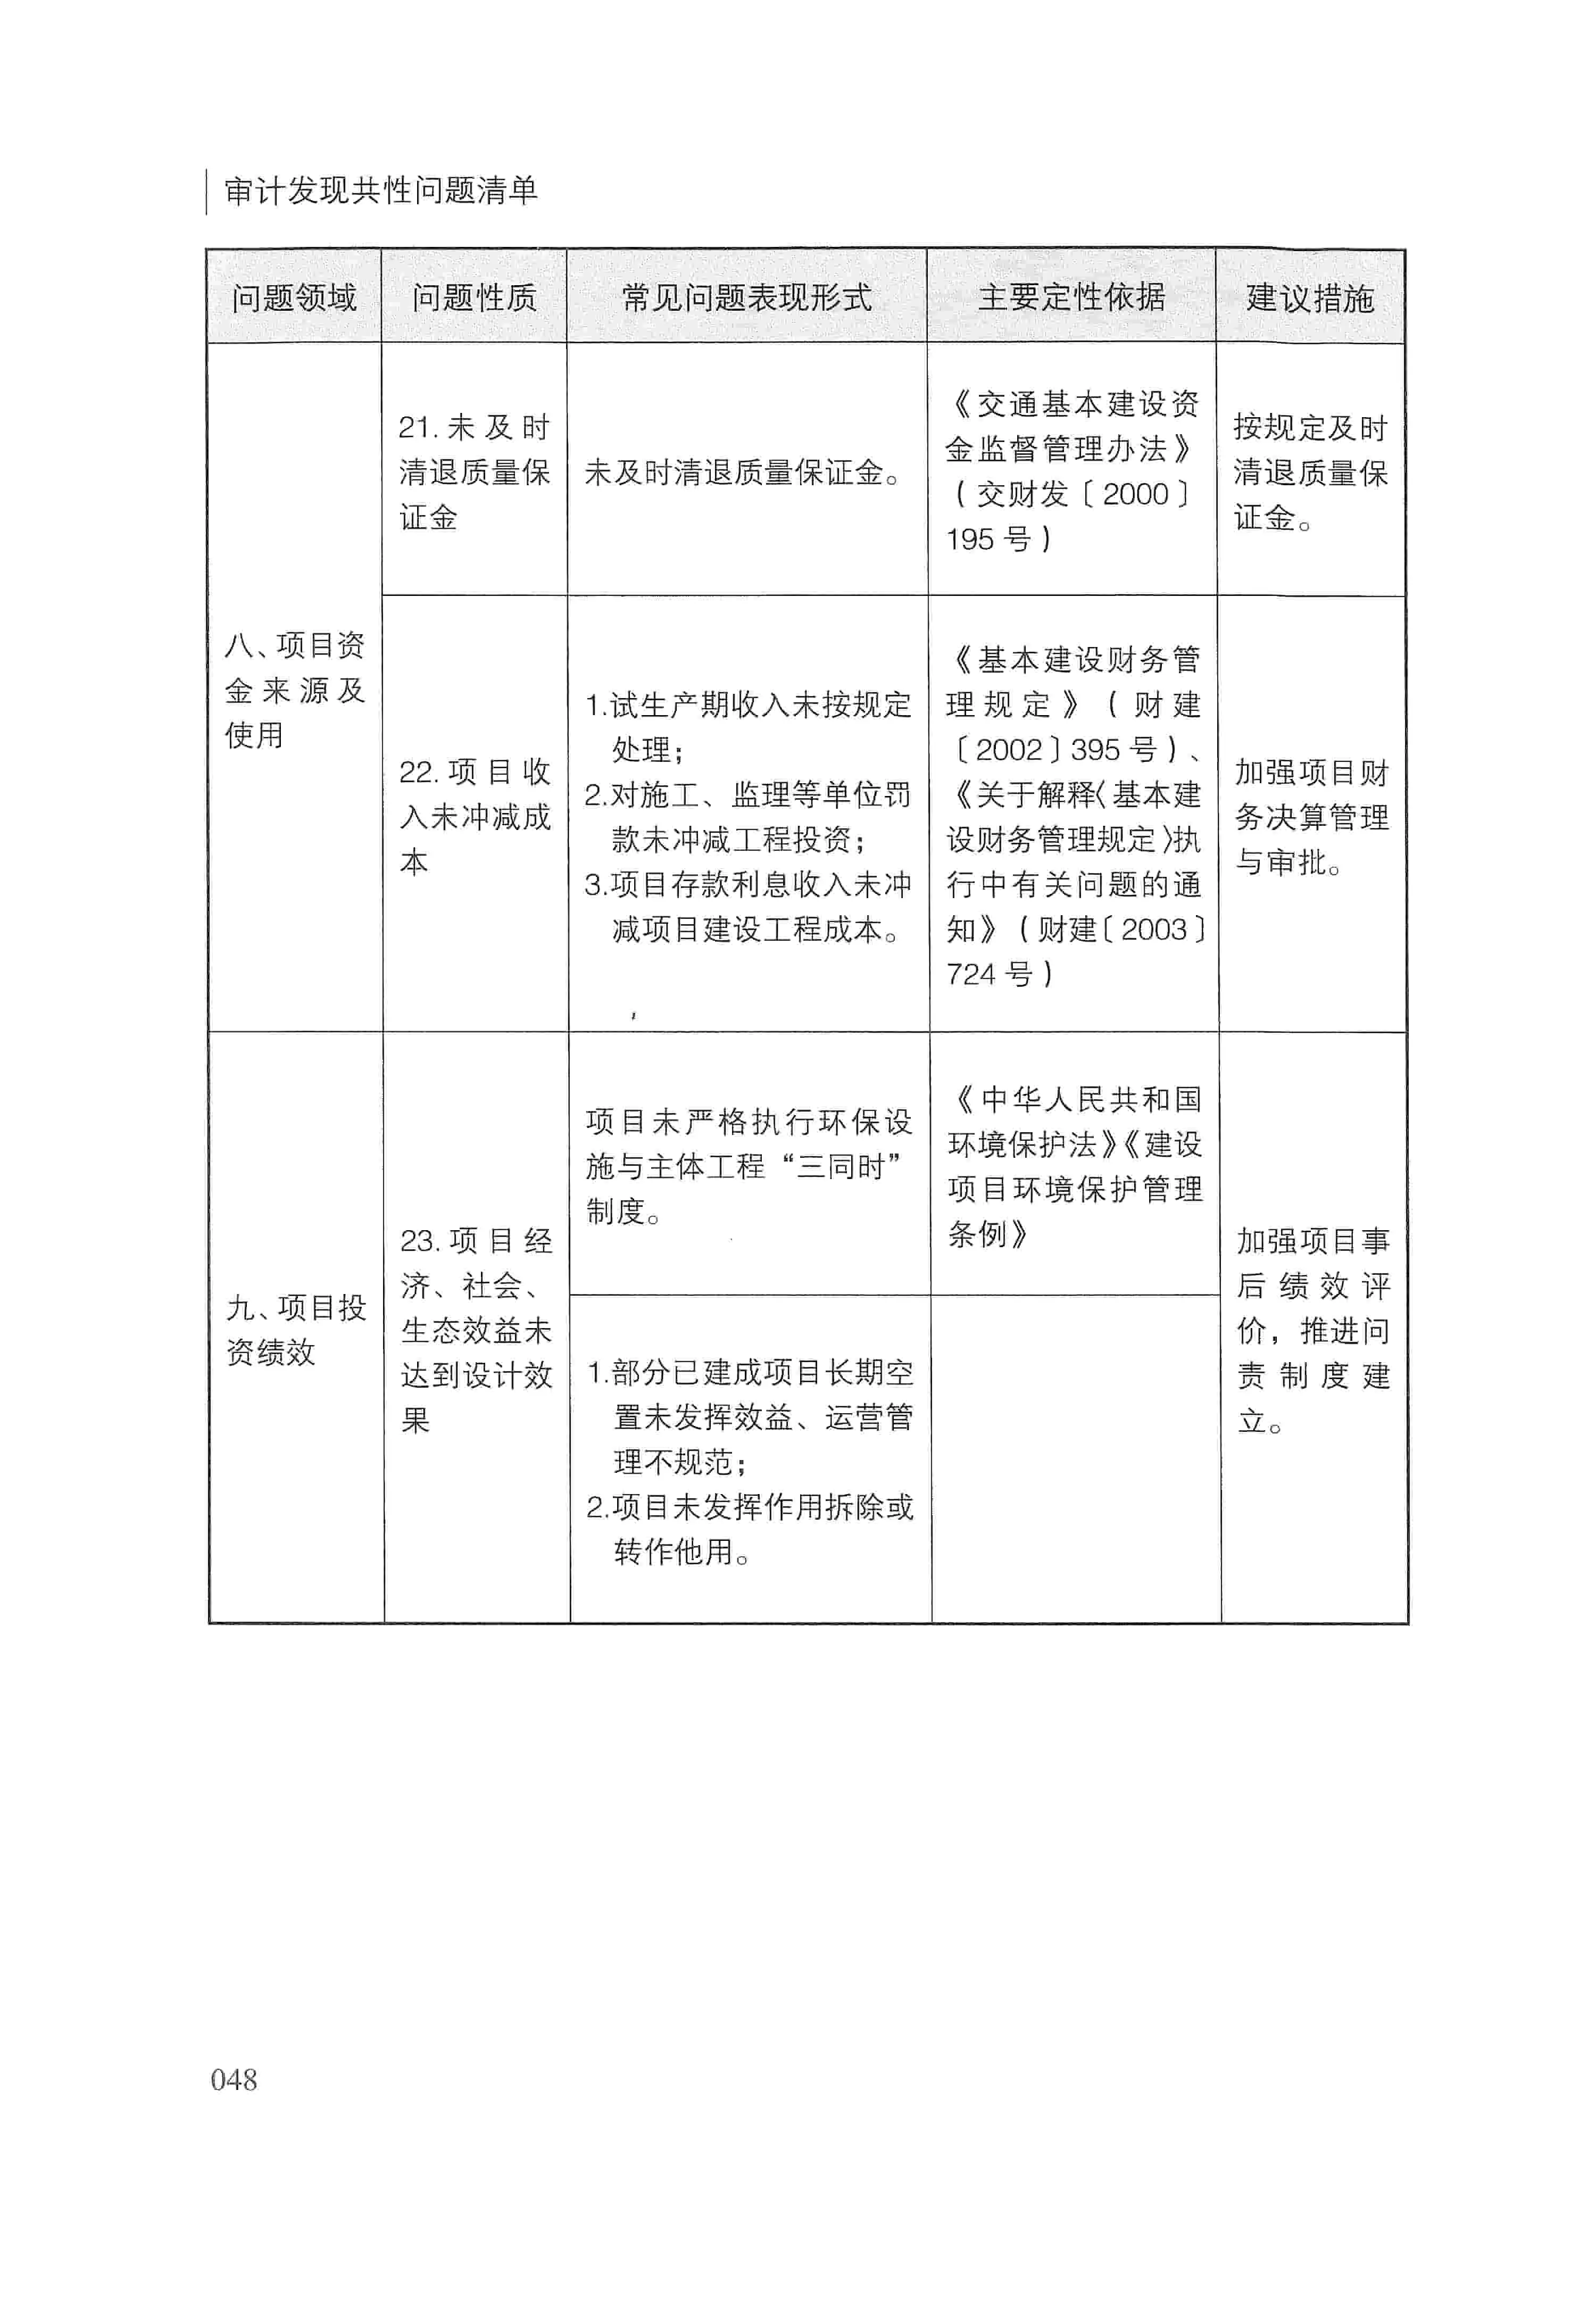 审计发现共性问题清单
问题领域
问题性质
常见问题表现形式
主要定性依据
建议措施
八、项目资
金来源及
使用
21.未及时
清退质量保
证金
未及时清退质量保证金。
《交通基本建设资
金监督管理办法》
(交财发〔2000〕
195号)
按规定及时
清退质量保
证金。
22.项目收
入未冲减成
本
1.试生产期收入未按规定
处理;
2.对施工、监理等单位罚
款未冲减工程投资;
3.项目存款利息收入未冲
减项目建设工程成本。
《基本建设财务管
理规定》(财建
〔2002〕395号)、
《关于解释〈基本建
设财务管理规定〉执
行中有关问题的通
知》(财建〔2003〕
724号)
加强项目财
务决算管理
与审批。
九、项目投
资绩效
23.项目经
济、社会、
生态效益未
达到设计效
果
项目未严格执行环保设
施与主体工程“三同时”
制度。
《中华人民共和国
环境保护法》《建设
项目环境保护管理
条例》
1.部分已建成项目长期空
置未发挥效益、运营管
理不规范;
2.项目未发挥作用拆除或
转作他用。
加强项目事
后绩效评
价,推进问
责制度建
立。
048